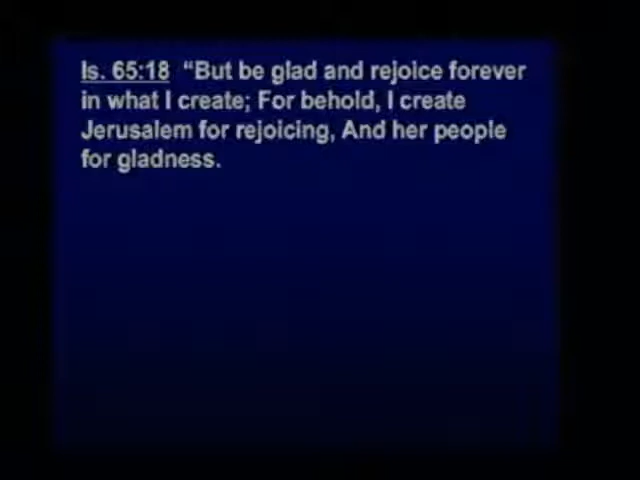 Is. 65:18 “But be glad and rejoice forever
in what I create; For behold, I create
Jerusalem for rejoicing, And her people
for gladness.